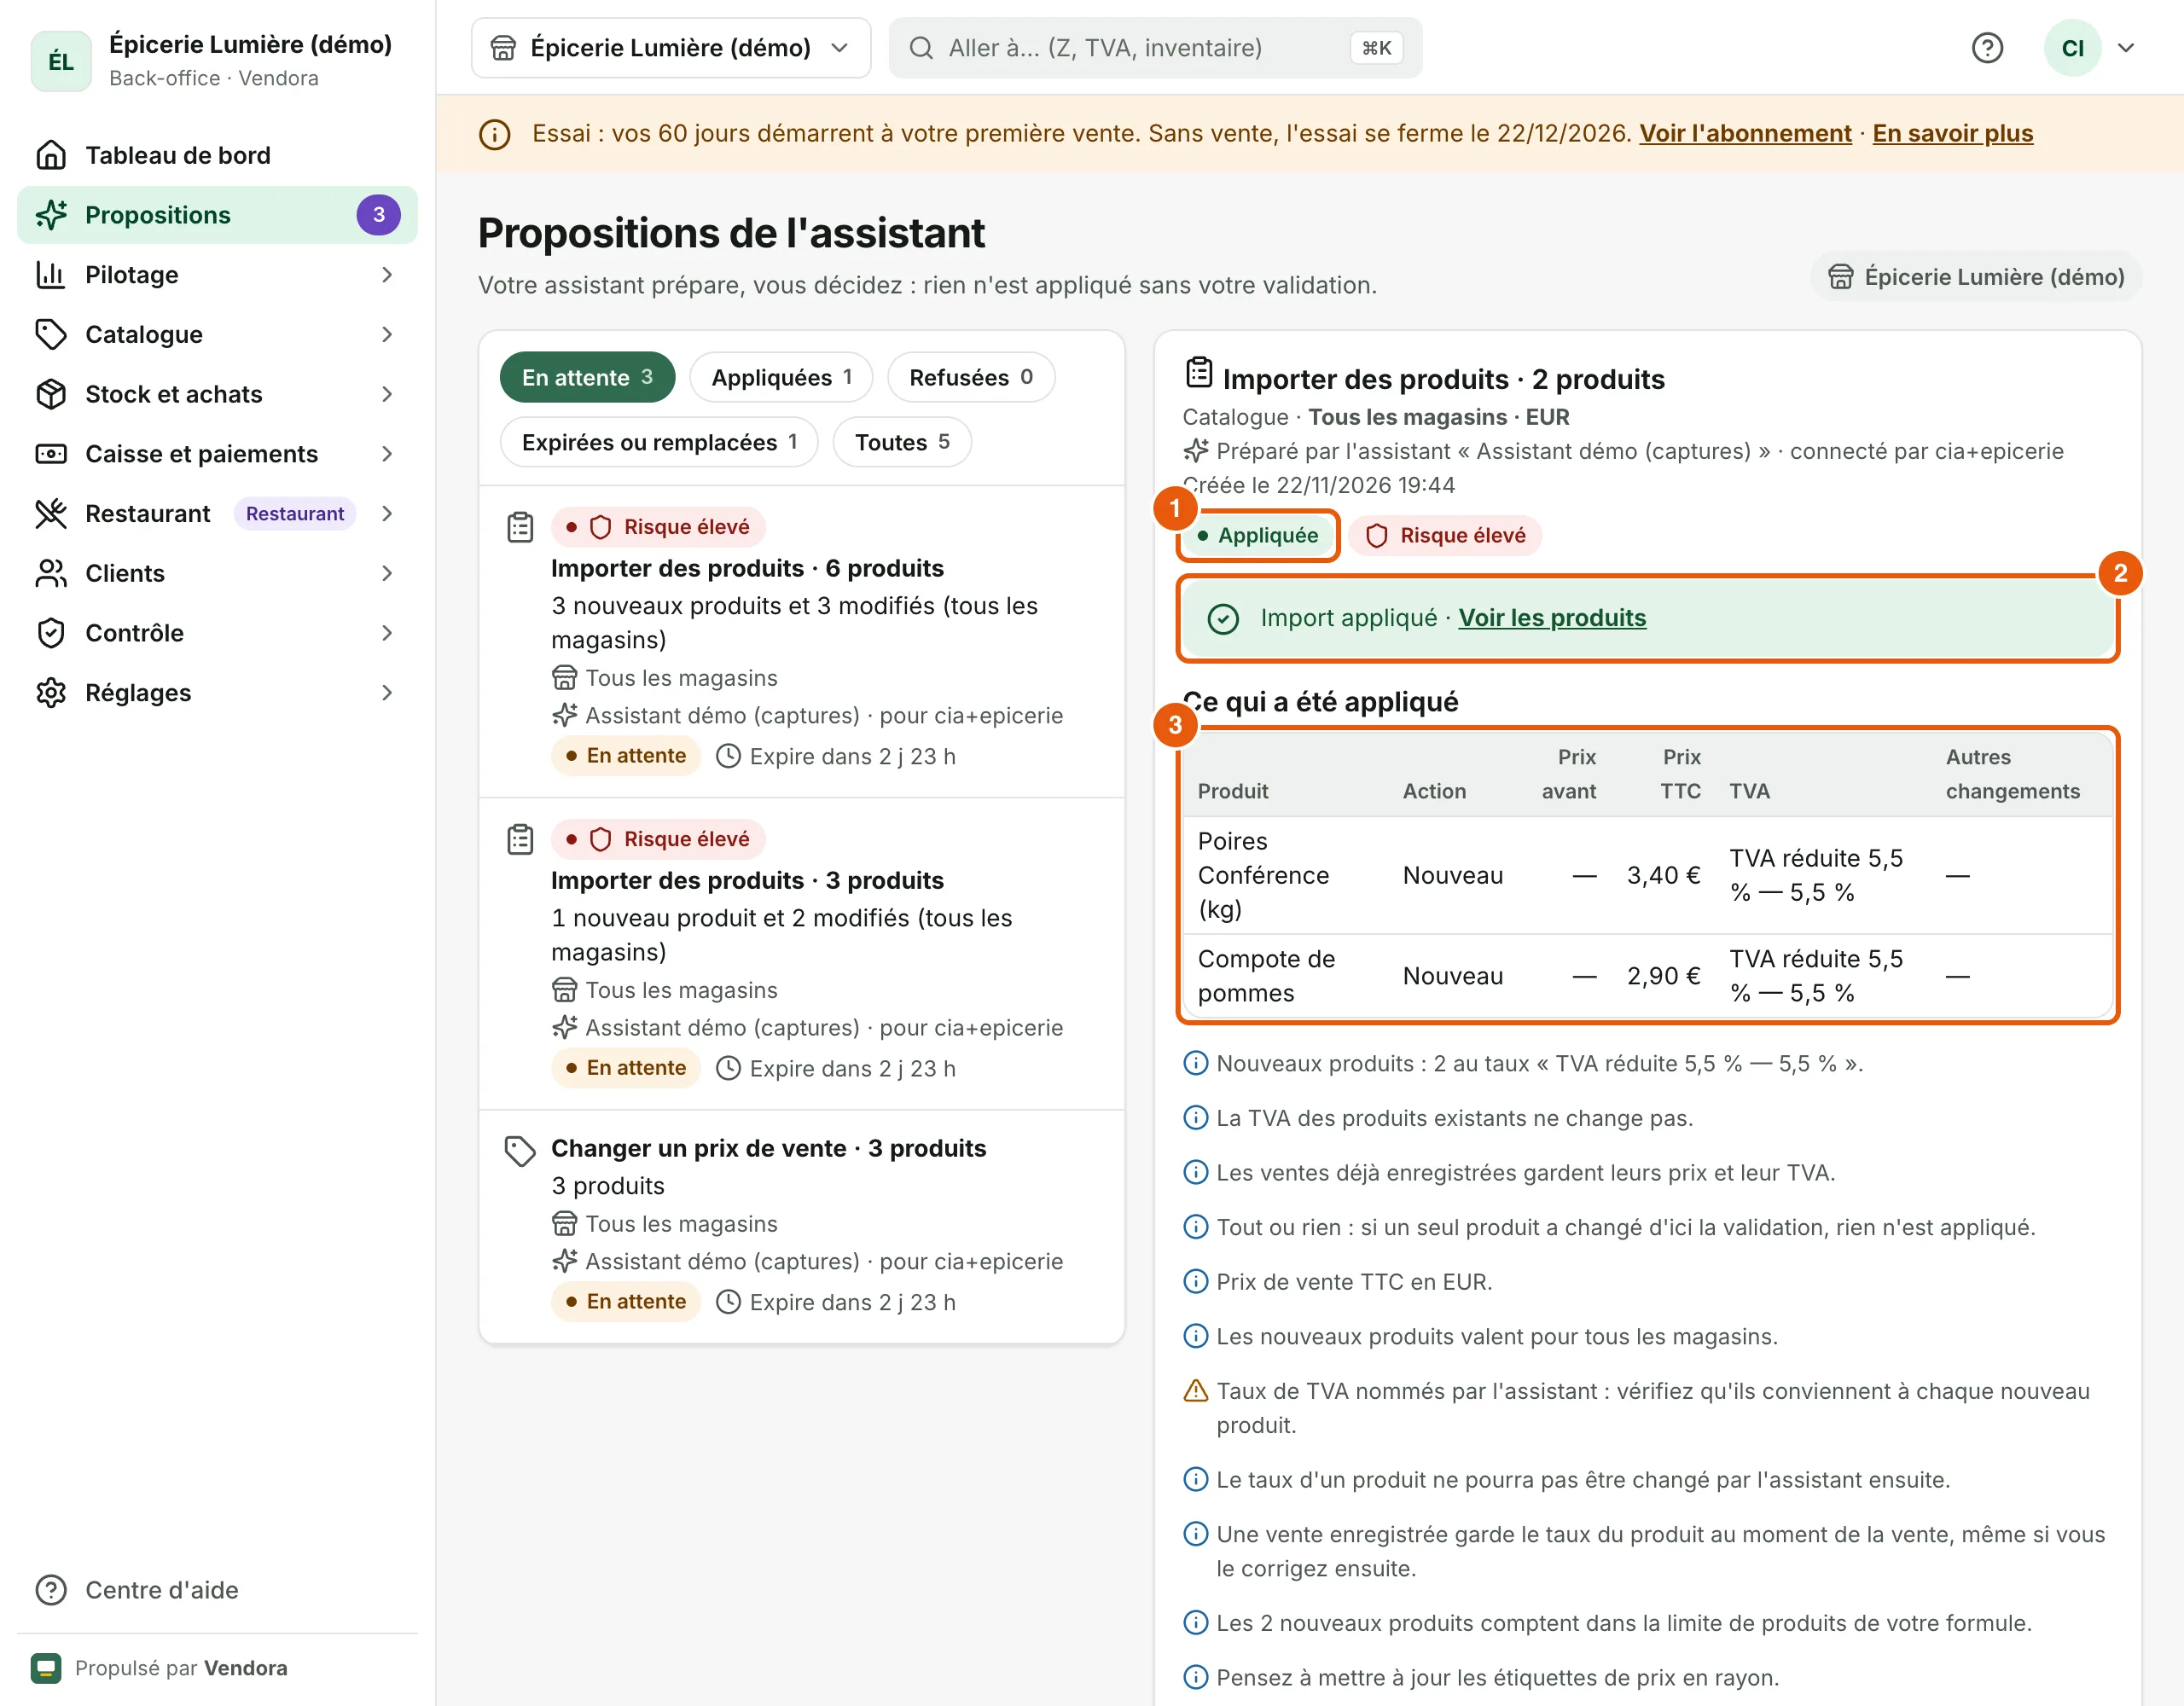 ÉL
Épicerie Lumière (démo)
Back-office · Vendora
Tableau de bord
Propositions 3
Pilotage
Catalogue
Stock et achats
Caisse et paiements
Restaurant Restaurant
Clients
Contrôle
Réglages
Centre d'aide
Propulsé par Vendora
Épicerie Lumière (démo)
Aller à... (Z, TVA, inventaire) ⌘K
CI
Essai : vos 60 jours démarrent à votre première vente. Sans vente, l'essai se ferme le 22/12/2026. Voir l'abonnement · En savoir plus
Propositions de l'assistant
Votre assistant prépare, vous décidez : rien n'est appliqué sans votre validation.
Épicerie Lumière (démo)
En attente 3 Appliquées 1 Refusées 0
Expirées ou remplacées 1 Toutes 5
Risque élevé
Importer des produits · 6 produits
3 nouveaux produits et 3 modifiés (tous les
magasins)
Tous les magasins
Assistant démo (captures) · pour cia+epicerie
En attente Expire dans 2 j 23 h
Risque élevé
Importer des produits · 3 produits
1 nouveau produit et 2 modifiés (tous les
magasins)
Tous les magasins
Assistant démo (captures) · pour cia+epicerie
En attente Expire dans 2 j 23 h
Changer un prix de vente · 3 produits
3 produits
Tous les magasins
Assistant démo (captures) · pour cia+epicerie
En attente Expire dans 2 j 23 h
Importer des produits · 2 produits
Catalogue · Tous les magasins · EUR
Préparé par l'assistant « Assistant démo (captures) » · connecté par cia+epicerie
Créée le 22/11/2026 19:44
1
Appliquée Risque élevé
2
Import appliqué · Voir les produits
Ce qui a été appliqué
3
Produit Action Prix avant Prix TTC TVA Autres changements
Poires Conférence (kg) Nouveau — 3,40 € TVA réduite 5,5 % — 5,5 % —
Compote de pommes Nouveau — 2,90 € TVA réduite 5,5 % — 5,5 % —
Nouveaux produits : 2 au taux « TVA réduite 5,5 % — 5,5 % ».
La TVA des produits existants ne change pas.
Les ventes déjà enregistrées gardent leurs prix et leur TVA.
Tout ou rien : si un seul produit a changé d'ici la validation, rien n'est appliqué.
Prix de vente TTC en EUR.
Les nouveaux produits valent pour tous les magasins.
Taux de TVA nommés par l'assistant : vérifiez qu'ils conviennent à chaque nouveau
produit.
Le taux d'un produit ne pourra pas être changé par l'assistant ensuite.
Une vente enregistrée garde le taux du produit au moment de la vente, même si vous
le corrigez ensuite.
Les 2 nouveaux produits comptent dans la limite de produits de votre formule.
Pensez à mettre à jour les étiquettes de prix en rayon.